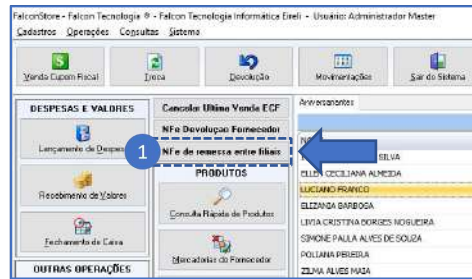 FalconStore - Falcon Tecnologia ® - Falcon Tecnologia Informática Eireli - Usuário: Administrador Master
Cadastros Operações Consultas Sistema
Venda Cupom Fiscal Troca Devolução Movimentações Sair do Sistema
DESPESAS E VALORES
Lançamento de Despes
Recebimento de Valores
Fechamento de Caixa
OUTRAS OPERAÇÕES
Cancelar Ultima Venda ECF
NFe Devolução Fornecedor
1 NFe de remessa entre filiais
PRODUTOS
Consulta Rápida de Produtos
Mercadorias do Fornecedor
Aniversariantes
SILVA
ELLEN CECILIANA ALMEIDA
LUCIANO FRANCO
ELIZANIA BARBOSA
LIVIA CRISTINA BORGES NOGUEIRA
SIMONE PAULLA ALVES DE SOUZA
POLIANA PEREIRA
ZILMA ALVES MAIA